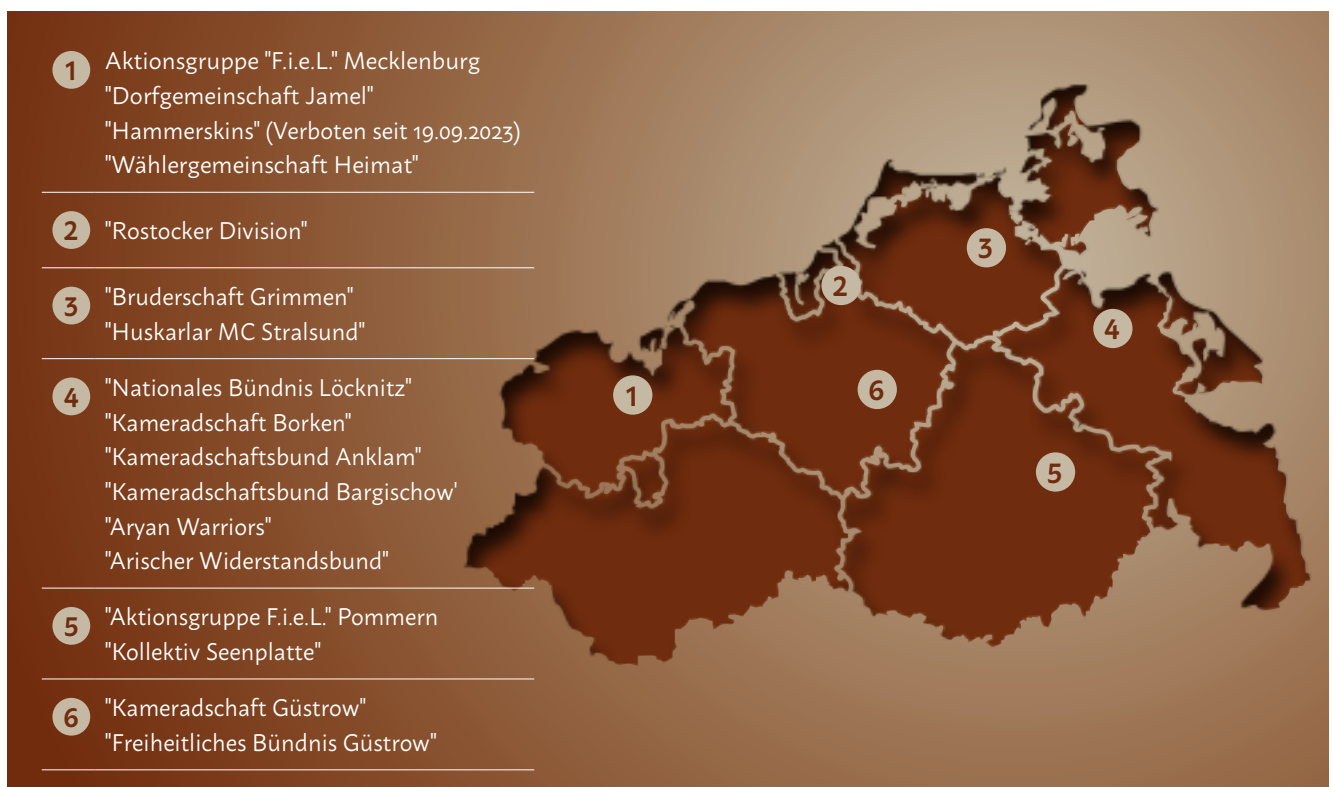 1
Aktionsgruppe "F.i.e.L." Mecklenburg
"Dorfgemeinschaft Jamel"
"Hammerskins" (Verboten seit 19.09.2023)
"Wählergemeinschaft Heimat"
2
"Rostocker Division"
3
"Bruderschaft Grimmen"
"Huskarlar MC Stralsund"
4
"Nationales Bündnis Löcknitz"
"Kameradschaft Borken"
"Kameradschaftsbund Anklam"
"Kameradschaftsbund Bargischow'
"Aryan Warriors"
"Arischer Widerstandsbund"
5
"Aktionsgruppe F.i.e.L." Pommern
"Kollektiv Seenplatte"
6
"Kameradschaft Güstrow"
"Freiheitliches Bündnis Güstrow"
3
2
4
1
6
5